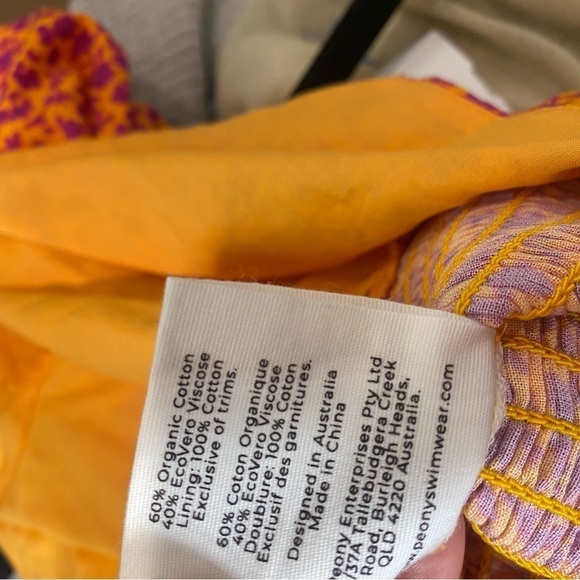 60% Organic Cotton
40% EcoVero Viscose
Lining: 100% Cotton
Exclusive of trims.
60% Coton Organique
40% EcoVero Viscose
Doublure: 100% Coton
Exclusif des garnitures.
Designed in Australia
Made in China
Peony Enterprises Pty Ltd
/37A Tallebudgera Creek
Road, Burleigh Heads,
QLD 4220 Australia.
.peonyswimwear.com